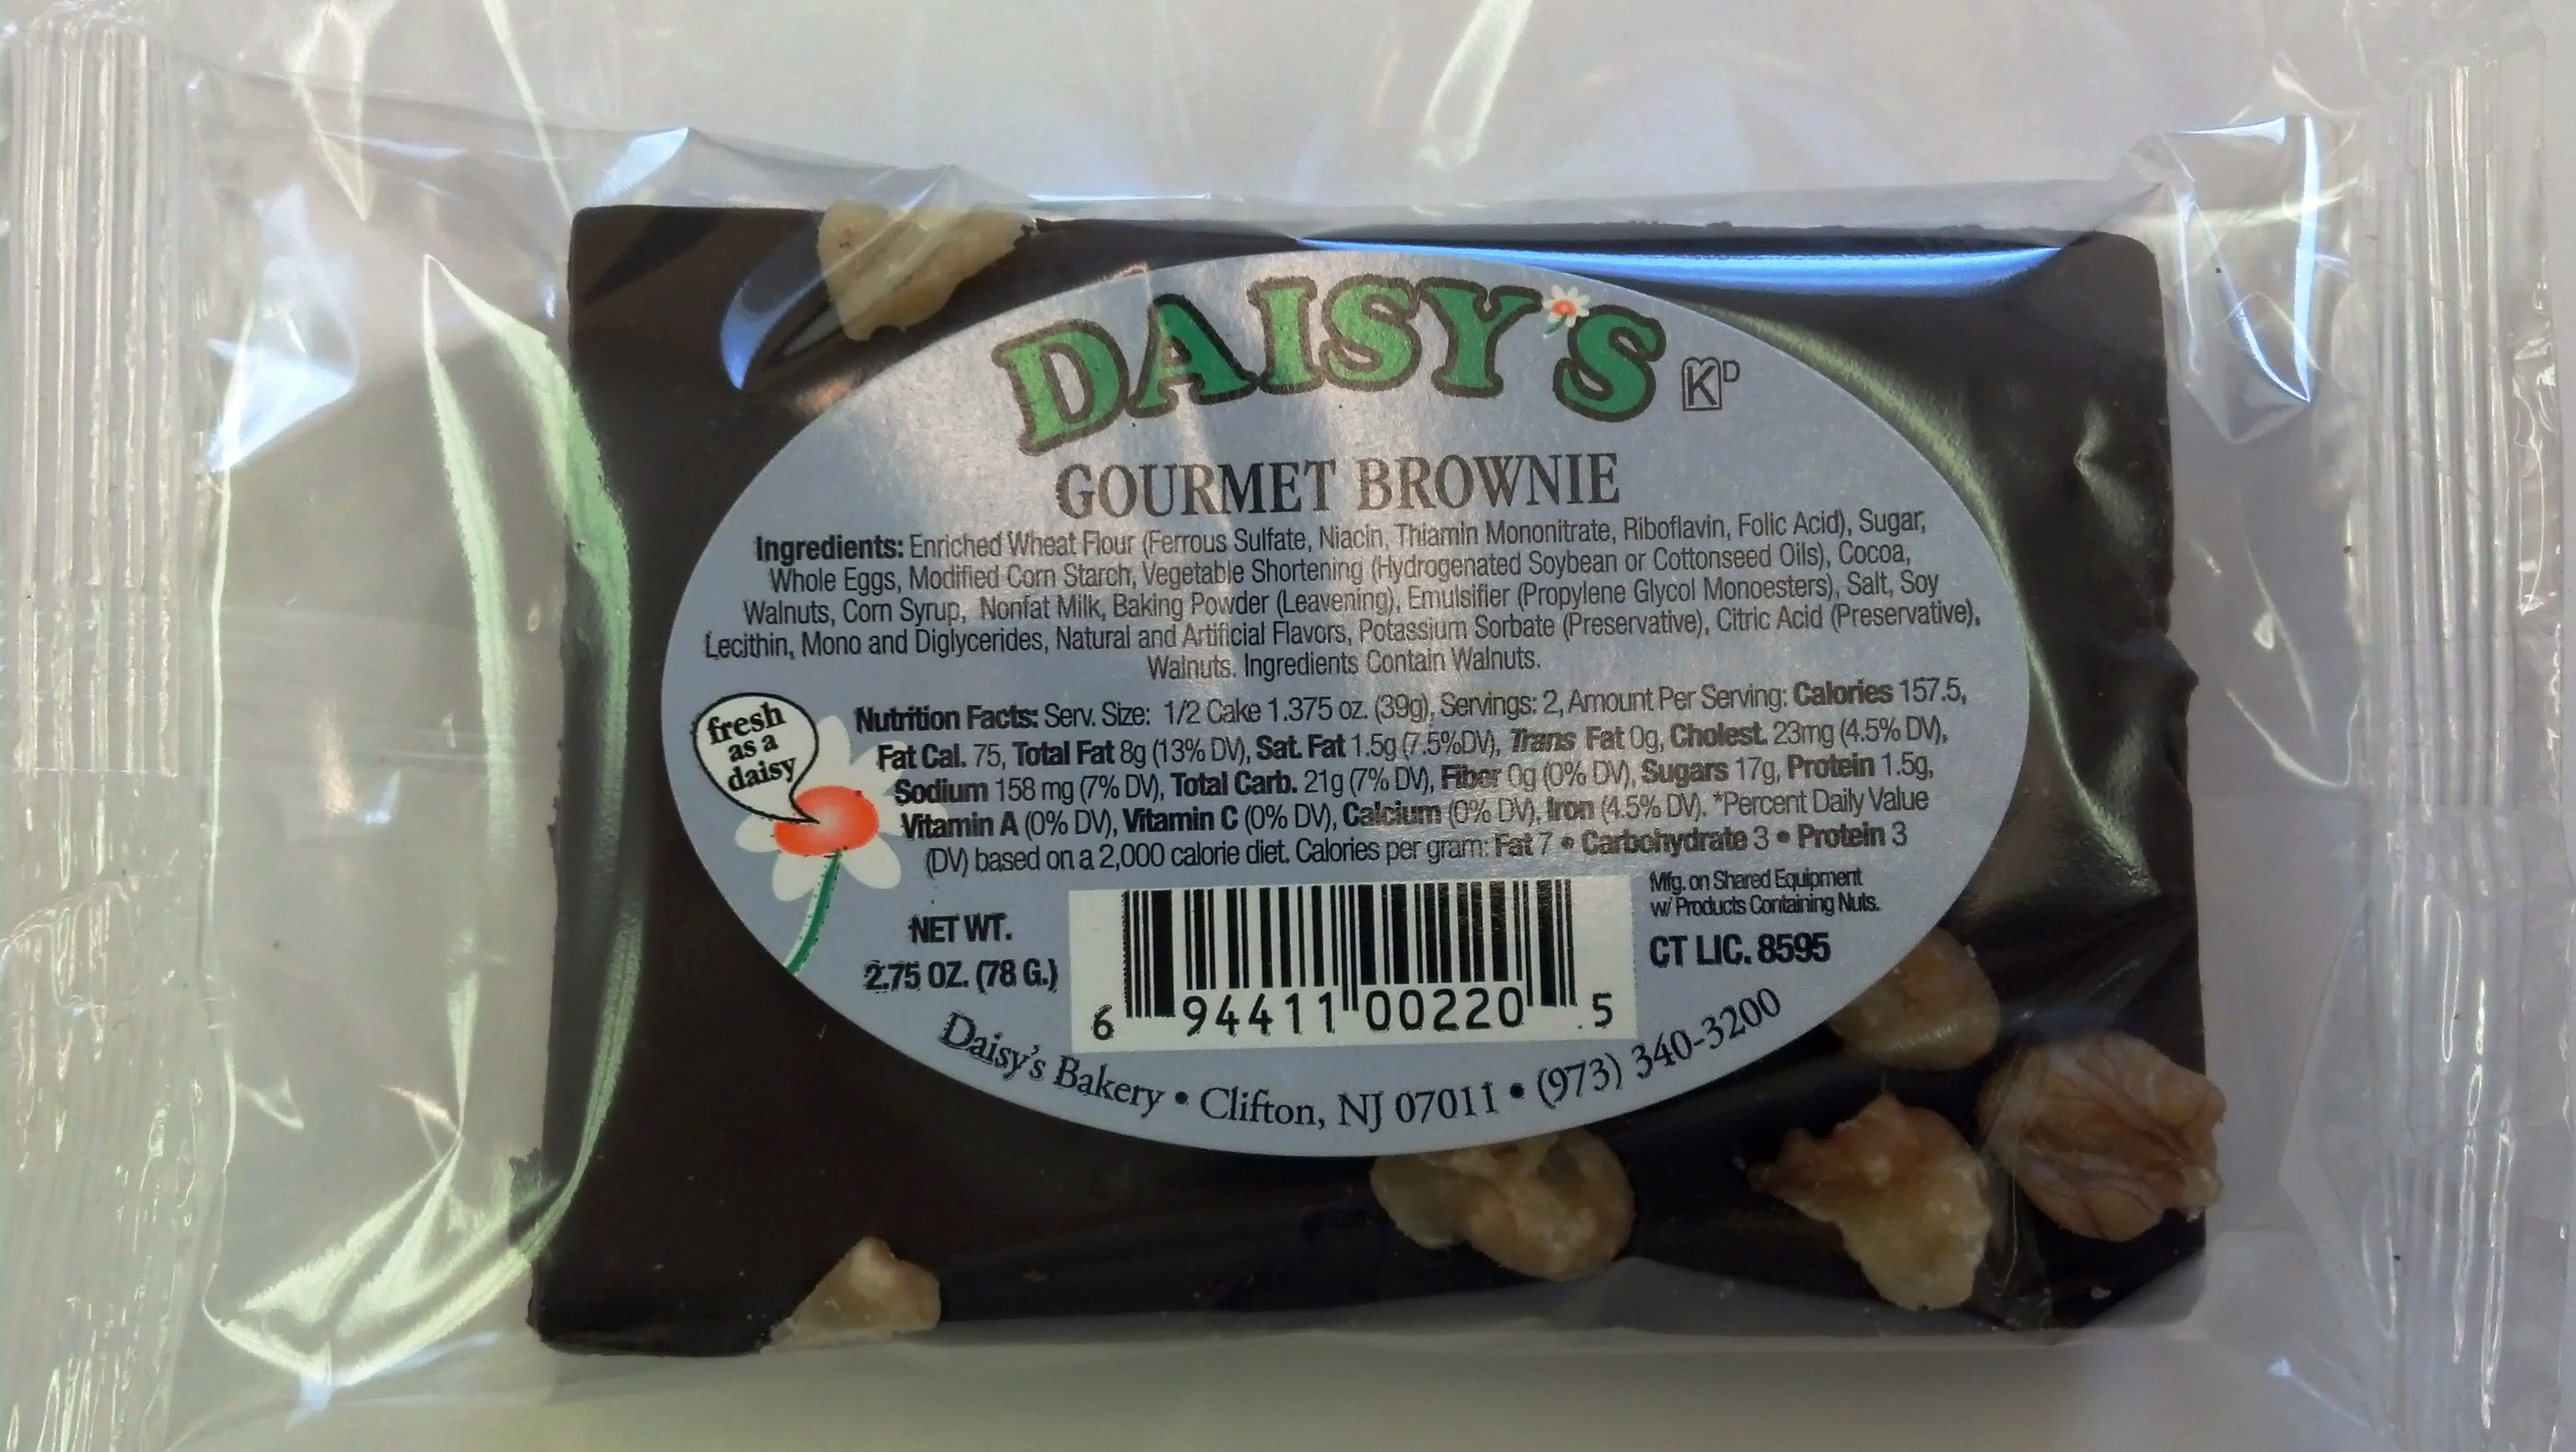 DAISY'S
K D
GOURMET BROWNIE
Ingredients: Enriched Wheat Flour (Ferrous Sulfate, Niacin, Thiamin Mononitrate, Riboflavin, Folic Acid), Sugar,
Whole Eggs, Modified Corn Starch, Vegetable Shortening (Hydrogenated Soybean or Cottonseed Oils), Cocoa,
Walnuts, Corn Syrup, Nonfat Milk, Baking Powder (Leavening), Emulsifier (Propylene Glycol Monoesters), Salt, Soy
Lecithin, Mono and Diglycerides, Natural and Artificial Flavors, Potassium Sorbate (Preservative), Citric Acid (Preservative),
Walnuts. Ingredients Contain Walnuts.
fresh
as a
daisy
Nutrition Facts: Serv. Size: 1/2 Cake 1.375 oz. (39g), Servings: 2, Amount Per Serving: Calories 157.5,
Fat Cal. 75, Total Fat 8g (13% DV), Sat. Fat 1.5g (7.5%DV), Trans Fat 0g, Cholest. 23mg (4.5% DV),
Sodium 158 mg (7% DV), Total Carb. 21g (7% DV), Fiber 0g (0% DV), Sugars 17g, Protein 1.5g,
Vitamin A (0% DV), Vitamin C (0% DV), Calcium (0% DV), Iron (4.5% DV). *Percent Daily Value
(DV) based on a 2,000 calorie diet. Calories per gram: Fat 7 • Carbohydrate 3 • Protein 3
NET WT.
2.75 OZ. (78 G.)
6 94411 00220 5
Mfg. on Shared Equipment
w/ Products Containing Nuts.
CT LIC. 8595
Daisy's Bakery • Clifton, NJ 07011 • (973) 340-3200